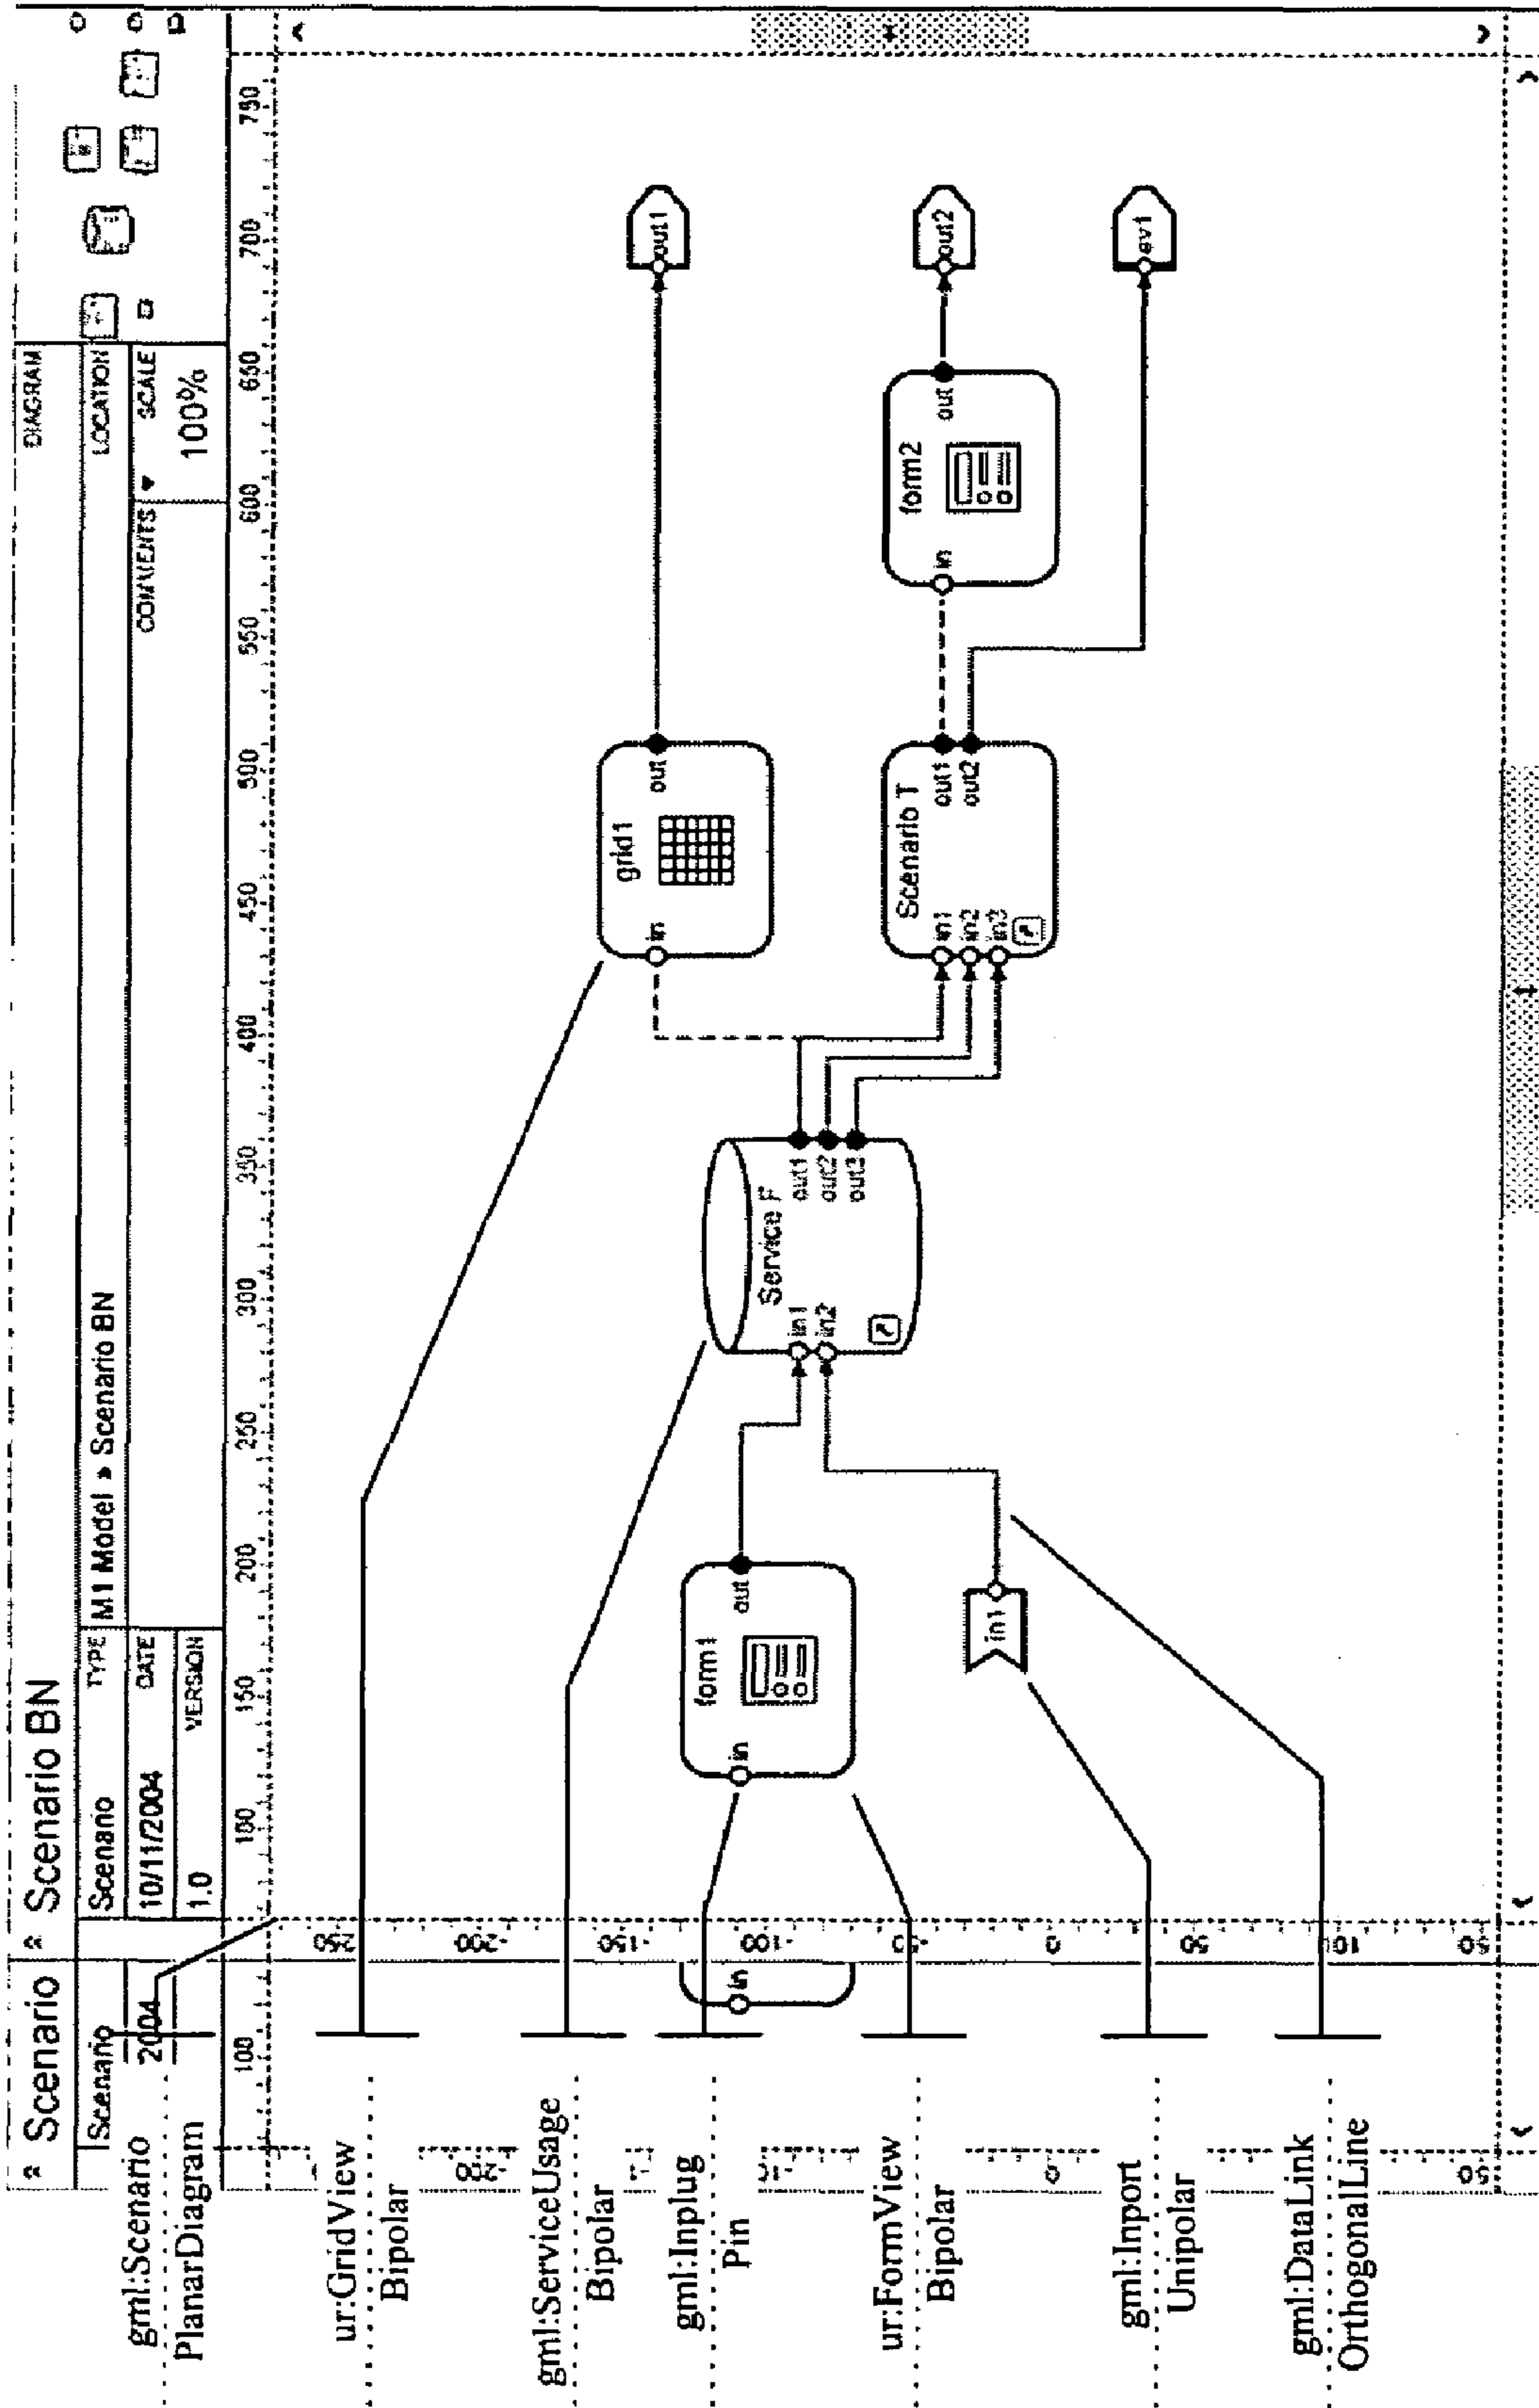 Scenario
Scenario BN
DIAGRAM
Scenario
Scenario
TYPE
M1 Model ▸ Scenario BN
LOCATION
2004
10/11/2004
DATE
COMMENTS
SCALE
1.0
VERSION
100%
100
100 150 200 250 300 350 400 450 500 550 600 650 700 750
gml:Scenario
PlanarDiagram
ur:GridView
Bipolar
gml:ServiceUsage
Bipolar
gml:Inplug
Pin
ur:FormView
Bipolar
gml:Inport
Unipolar
gml:DataLink
OrthogonalLine
in
form1
in
out
in1
Service F
in1
in2
out1
out2
out3
grid1
in
out
Scenario T
in1
in2
in3
out1
out2
form2
in
out
out1
out2
ev1